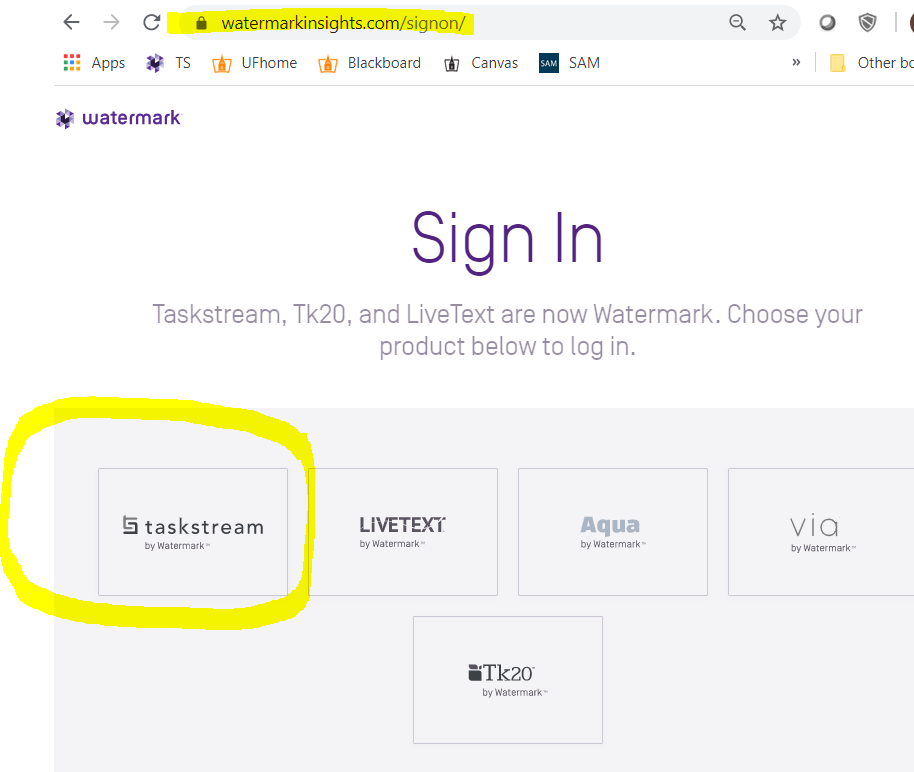 watermarkinsights.com/signon/
Apps TS UFhome Blackboard Canvas SAM SAM » Other bo
watermark
Sign In
Taskstream, Tk20, and LiveText are now Watermark. Choose your
product below to log in.
taskstream
by Watermark™
LIVETEXT
by Watermark™
Aqua
by Watermark™
via
by Watermark™
Tk20™
by Watermark™